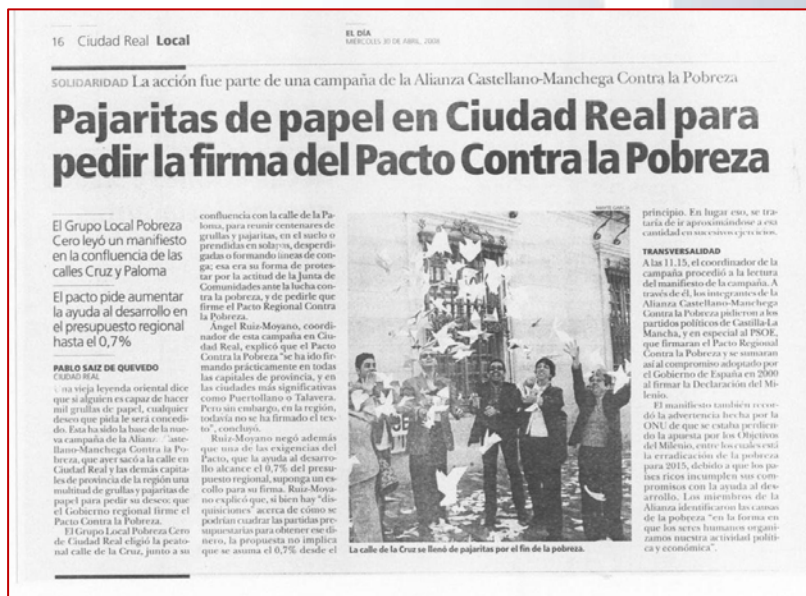 16 Ciudad Real Local
EL DÍA
MIÉRCOLES 30 DE ABRIL, 2008
SOLIDARIDAD La acción fue parte de una campaña de la Alianza Castellano-Manchega Contra la Pobreza
Pajaritas de papel en Ciudad Real para
pedir la firma del Pacto Contra la Pobreza
El Grupo Local Pobreza
Cero leyó un manifiesto
en la confluencia de las
calles Cruz y Paloma
El pacto pide aumentar
la ayuda al desarrollo en
el presupuesto regional
hasta el 0,7%
PABLO SAIZ DE QUEVEDO
CIUDAD REAL
Una vieja leyenda oriental dice
que si alguien es capaz de hacer
mil grullas de papel, cualquier
deseo que pida le será concedi-
do. Esta ha sido la base de la nue-
va campaña de la Alianza Caste-
llano-Manchega Contra la Po-
breza, que ayer sacó a la calle en
Ciudad Real y las demás capita-
les de provincia de la región una
multitud de grullas y pajaritas de
papel para pedir su deseo: que
el Gobierno regional firme el
Pacto Contra la Pobreza.
El Grupo Local Pobreza Cero
de Ciudad Real eligió la peato-
nal calle de la Cruz, junto a su
confluencia con la calle de la Pa-
loma, para reunir centenares de
grullas y pajaritas, en el suelo o
prendidas en solapas, desperdi-
gadas o formando líneas de con-
ga; esa era su forma de protes-
tar por la actitud de la Junta de
Comunidades ante la lucha con-
tra la pobreza, y de pedirle que
firme el Pacto Regional Contra
la Pobreza.
Ángel Ruiz-Moyano, coordi-
nador de esta campaña en Ciu-
dad Real, explicó que el Pacto
Contra la Pobreza "se ha ido fir-
mando prácticamente en todas
las capitales de provincia, y en
las ciudades más significativas
como Puertollano o Talavera.
Pero sin embargo, en la región,
todavía no se ha firmado el tex-
to", concluyó.
Ruiz-Moyano negó además
que una de las exigencias del
Pacto, que la ayuda al desarro-
llo alcance el 0,7% del presu-
puesto regional, suponga un es-
collo para su firma. Ruiz-Moya-
no explicó que, si bien hay "dis-
quisiciones" acerca de cómo se
podrían cuadrar las partidas pre-
supuestarias para obtener ese di-
nero, la propuesta no implica
que se asuma el 0,7% desde el
La calle de la Cruz se llenó de pajaritas por el fin de la pobreza.
principio. En lugar eso, se tra-
taría de ir aproximándose a esa
cantidad en sucesivos ejercicios.
TRANSVERSALIDAD
A las 11.15, el coordinador de la
campaña procedió a la lectura
del manifiesto de la campaña. A
través de él, los integrantes de la
Alianza Castellano-Manchega
Contra la Pobreza pidieron a los
partidos políticos de Castilla-La
Mancha, y en especial al PSOE,
que firmaran el Pacto Regional
Contra la Pobreza y se sumaran
así al compromiso adoptado por
el Gobierno de España en 2000
al firmar la Declaración del Mi-
lenio.
El manifiesto también recor-
dó la advertencia hecha por la
ONU de que se estaba perdien-
do la apuesta por los Objetivos
del Milenio, entre los cuales está
la erradicación de la pobreza
para 2015, debido a que los paí-
ses ricos incumplen sus com-
promisos con la ayuda al des-
arrollo. Los miembros de la
Alianza identificaron las causas
de la pobreza "en la forma en
que los seres humanos organi-
zamos nuestra actividad políti-
ca y económica".